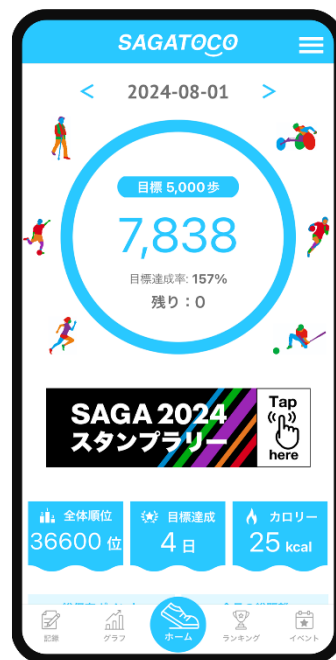 SAGATOCO
< 2024-08-01 >
目標 5,000歩
7,838
目標達成率: 157%
残り：0
SAGA 2024
スタンプラリー
Tap
here
全体順位
36600 位
目標達成
4 日
カロリー
25 kcal
記録
グラフ
ホーム
ランキング
イベント